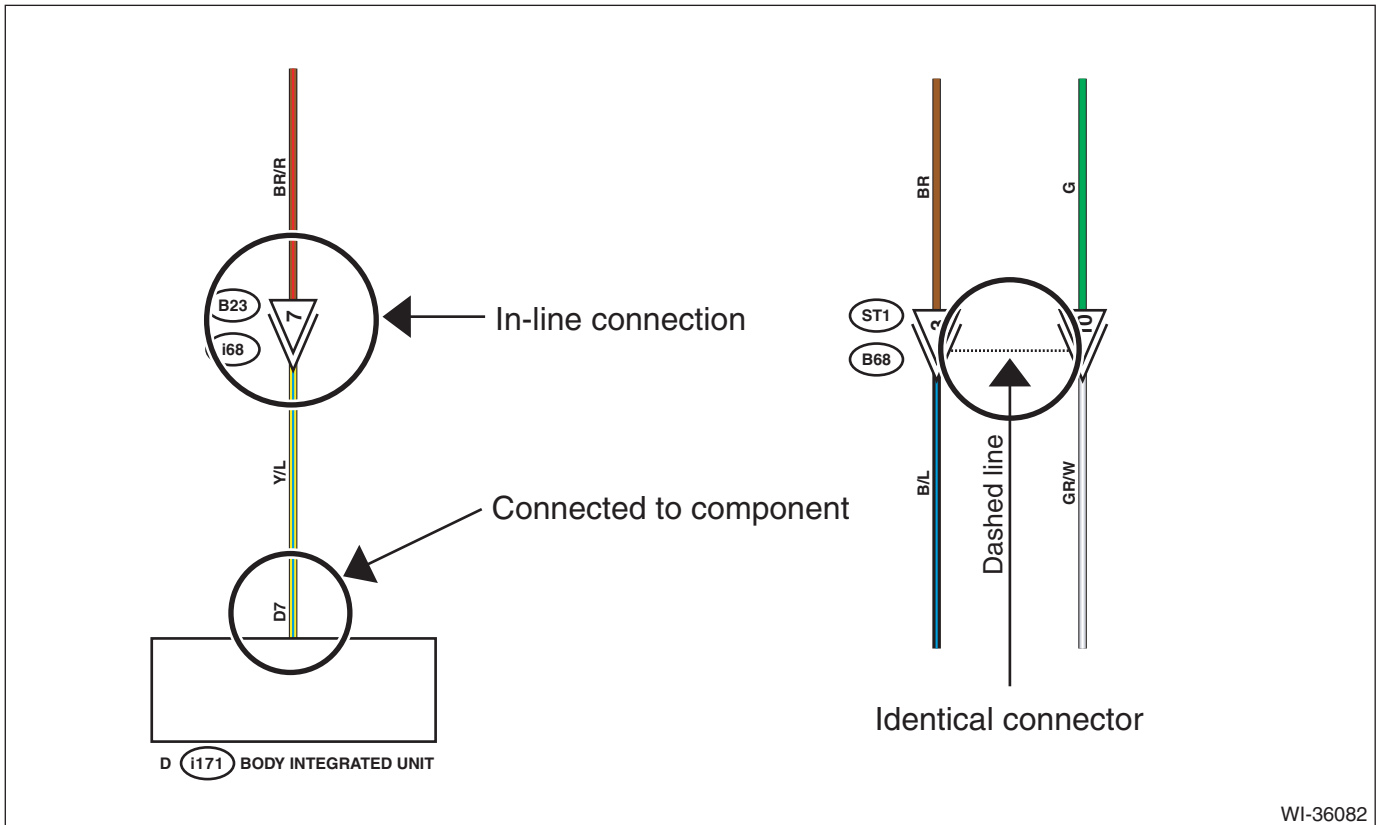 BR/R
B23
7
i68
In-line connection
Y/L
Connected to component
D7
D i171 BODY INTEGRATED UNIT
BR
G
ST1
10
B68
B/L
Dashed line
GR/W
Identical connector
WI-36082